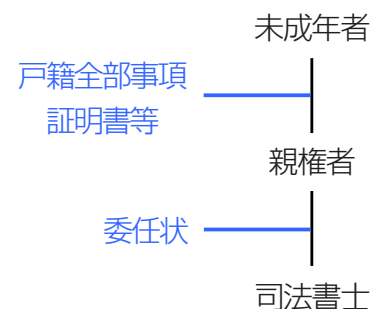 未成年者
戸籍全部事項
証明書等
親権者
委任状
司法書士